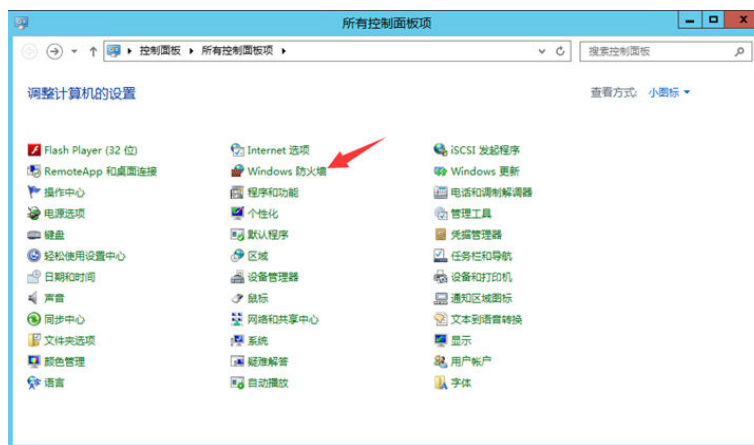 所有控制面板项
控制面板 所有控制面板项
搜索控制面板
调整计算机的设置
查看方式: 小图标
Flash Player (32 位)
Internet 选项
iSCSI 发起程序
RemoteApp 和桌面连接
Windows 防火墙
Windows 更新
操作中心
程序和功能
电话和调制解调器
电源选项
个性化
管理工具
键盘
默认程序
凭据管理器
轻松使用设置中心
区域
任务栏和导航
日期和时间
设备管理器
设备和打印机
声音
鼠标
通知区域图标
同步中心
网络和共享中心
文本到语音转换
文件夹选项
系统
显示
颜色管理
疑难解答
用户帐户
语言
自动播放
字体